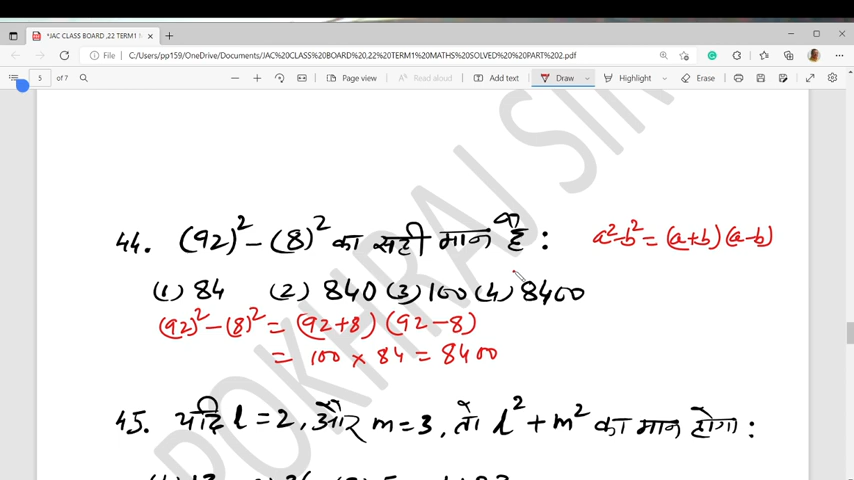 *JAC CLASS BOARD ,22 TERM1
File C:/Users/pp159/OneDrive/Documents/JAC%20CLASS%20BOARD_22%20TERM1%20MATHS%20SOLVED%20%20PART%202.pdf
5 of 7 Page view Read aloud Add text Draw Highlight Erase
POKHRAJ SIR
44. (92)² - (8)² का सही मान है : a²-b² = (a+b)(a-b)
(1) 84 (2) 840 (3) 100 (4) 8400
(92)² - (8)² = (92+8) (92-8)
= 100 × 84 = 8400
45. यदि l = 2, और m = 3, तो l² + m² का मान होगा :